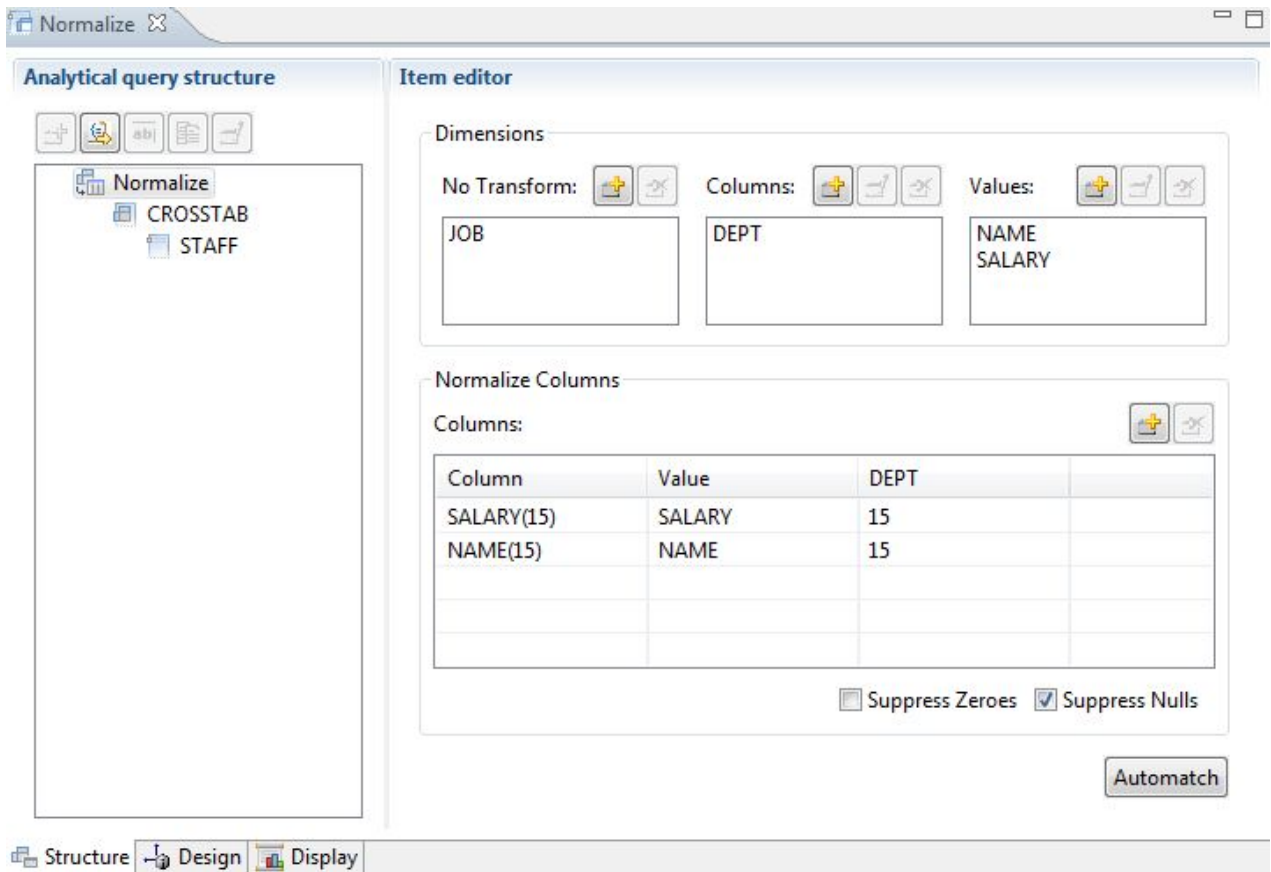 Normalize
Analytical query structure
Item editor
abl
Normalize
CROSSTAB
STAFF
Dimensions
No Transform:
Columns:
Values:
JOB
DEPT
NAME
SALARY
Normalize Columns
Columns:
Column Value DEPT
SALARY(15) SALARY 15
NAME(15) NAME 15
Suppress Zeroes Suppress Nulls
Automatch
Structure Design Display